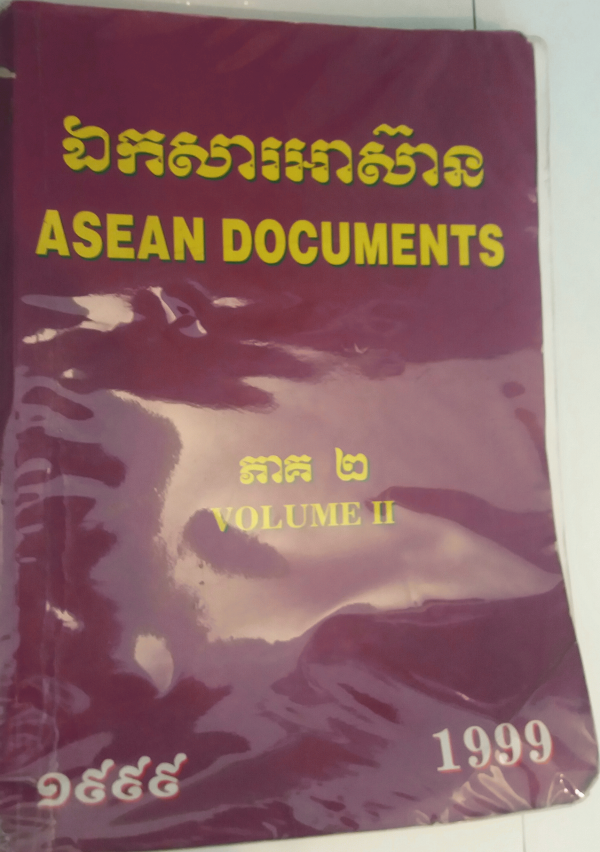 ឯកសារអាស៊ាន
ASEAN DOCUMENTS
ភាគ ២
VOLUME II
១៩៩៩
1999